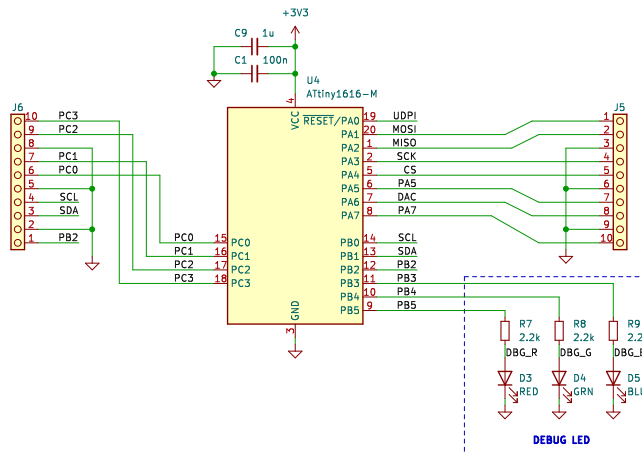 +3V3
C9 1u
C1 100n
U4
ATtiny1616-M
J6
10 PC3
9 PC2
8
7 PC1
6 PC0
5
4 SCL
3 SDA
2
1 PB2
4
VCC
RESET/PA0 19 UDPI
PA1 20 MOSI
PA2 1 MISO
PA3 2 SCK
PA4 5 CS
PA5 6 PA5
PA6 7 DAC
PA7 8 PA7
J5
1
2
3
4
5
6
7
8
9
10
PC0 15 PC0
PC1 16 PC1
PC2 17 PC2
PC3 18 PC3
PB0 14 SCL
PB1 13 SDA
PB2 12 PB2
PB3 11 PB3
PB4 10 PB4
PB5 9 PB5
GND
3
R7
2.2k
R8
2.2k
R9
2.2
DBG_R
DBG_G
DBG_
D3
RED
D4
GRN
D5
BLU
DEBUG LED